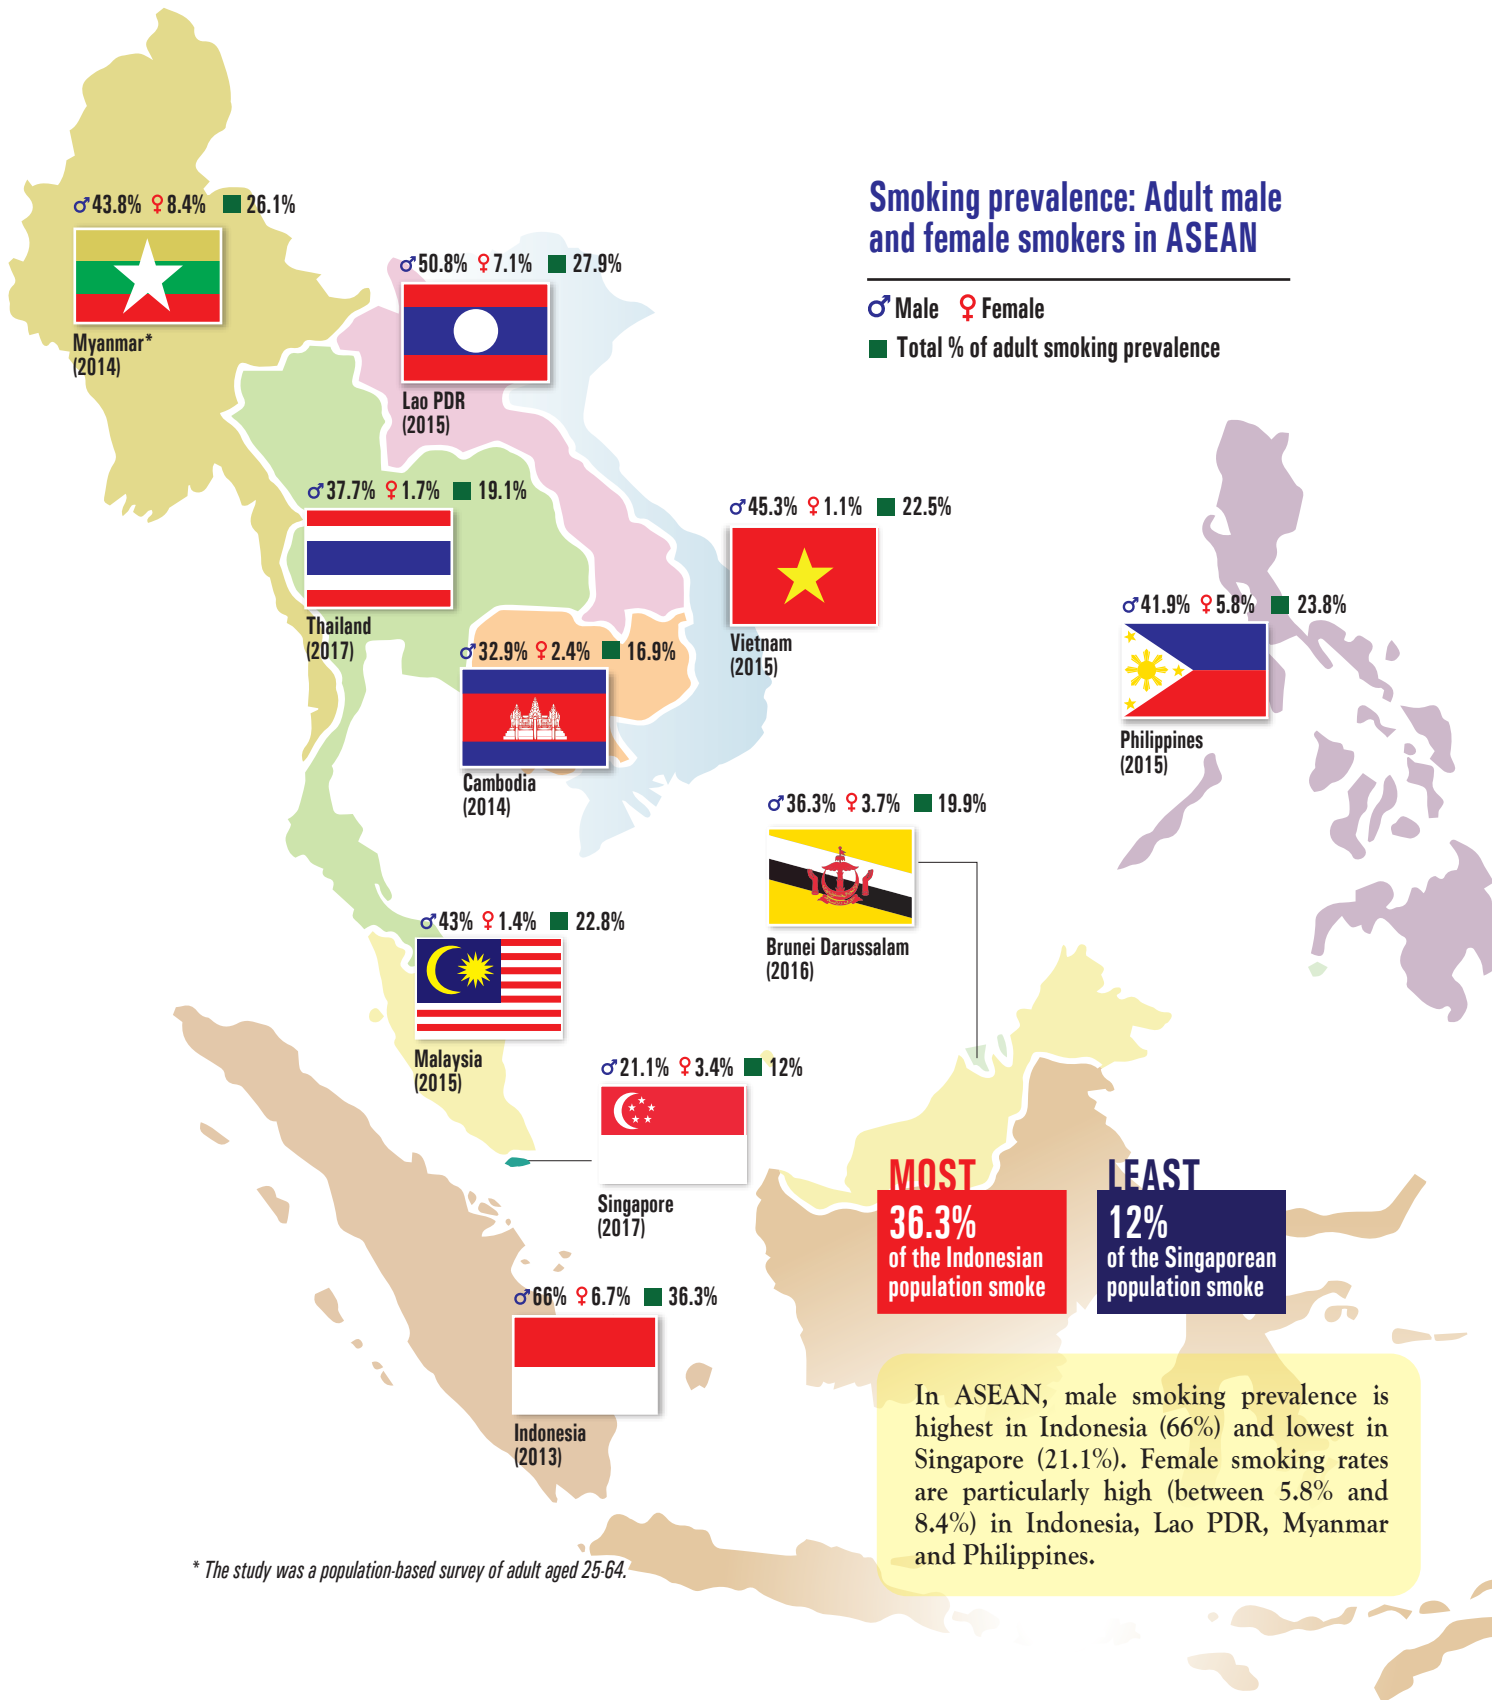 Smoking prevalence: Adult male
and female smokers in ASEAN
♂ Male ♀ Female
Total % of adult smoking prevalence
♂43.8% ♀8.4% 26.1%
Myanmar*
(2014)
♂50.8% ♀7.1% 27.9%
Lao PDR
(2015)
♂37.7% ♀1.7% 19.1%
Thailand
(2017)
♂45.3% ♀1.1% 22.5%
Vietnam
(2015)
♂32.9% ♀2.4% 16.9%
Cambodia
(2014)
♂41.9% ♀5.8% 23.8%
Philippines
(2015)
♂36.3% ♀3.7% 19.9%
Brunei Darussalam
(2016)
♂43% ♀1.4% 22.8%
Malaysia
(2015)
♂21.1% ♀3.4% 12%
Singapore
(2017)
♂66% ♀6.7% 36.3%
Indonesia
(2013)
MOST
36.3%
of the Indonesian
population smoke
LEAST
12%
of the Singaporean
population smoke
In ASEAN, male smoking prevalence is
highest in Indonesia (66%) and lowest in
Singapore (21.1%). Female smoking rates
are particularly high (between 5.8% and
8.4%) in Indonesia, Lao PDR, Myanmar
and Philippines.
* The study was a population-based survey of adult aged 25-64.